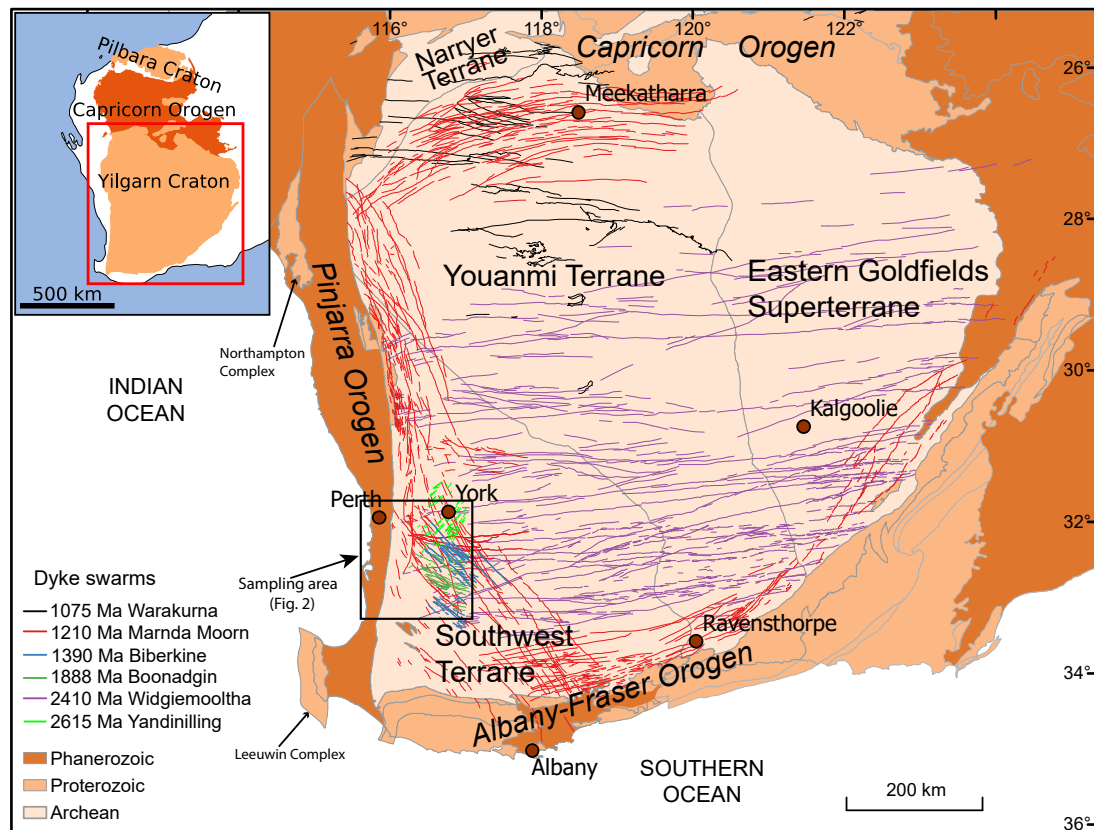 116°
118°
120°
122°
26°
28°
30°
32°
34°
36°
Pilbara Craton
Capricorn Orogen
Yilgarn Craton
500 km
Narryer
Terrane
Capricorn Orogen
Meekatharra
Youanmi Terrane
Eastern Goldfields
Superterrane
Pinjarra Orogen
Northampton
Complex
INDIAN
OCEAN
Kalgoolie
Perth
York
Sampling area
(Fig. 2)
Southwest
Terrane
Ravensthorpe
Albany-Fraser Orogen
Albany
Leeuwin Complex
SOUTHERN
OCEAN
200 km
Dyke swarms
1075 Ma Warakurna
1210 Ma Marnda Moorn
1390 Ma Biberkine
1888 Ma Boonadgin
2410 Ma Widgiemooltha
2615 Ma Yandinilling
Phanerozoic
Proterozoic
Archean